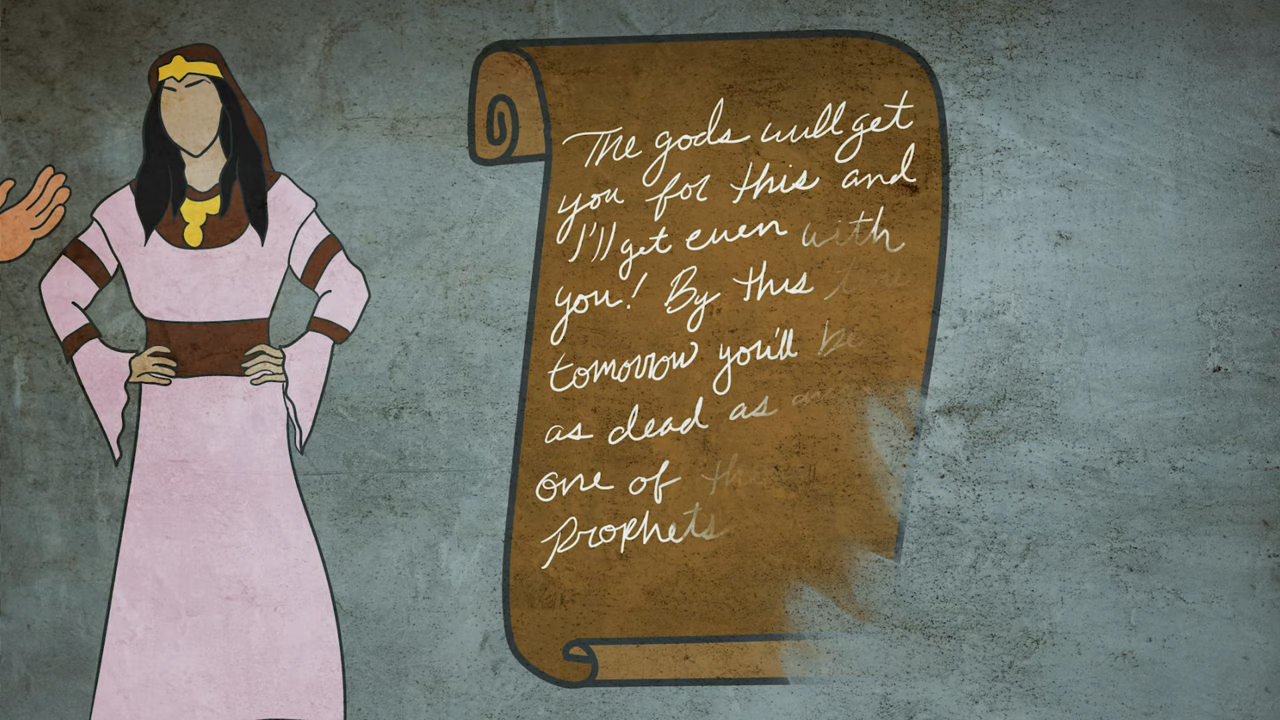 The gods will get
you for this and
I'll get even with
you! By this
tomorrow you'll be
as dead as
one of
prophets